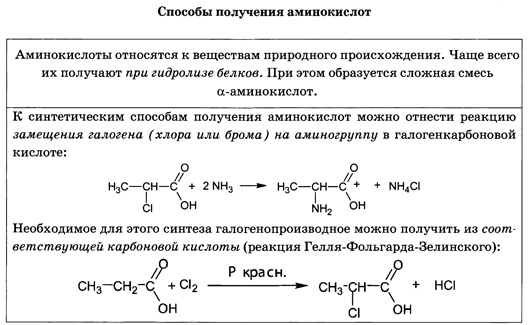 Способы получения аминокислот
Аминокислоты относятся к веществам природного происхождения. Чаще всего
их получают при гидролизе белков. При этом образуется сложная смесь
α-аминокислот.
К синтетическим способам получения аминокислот можно отнести реакцию
замещения галогена (хлора или брома) на аминогруппу в галогенкарбоновой
кислоте:
H₃C–CH–C(=O)OH + 2 NH₃ → H₃C–CH–C(=O)OH + + NH₄Cl
Cl NH₂
Необходимое для этого синтеза галогенопроизводное можно получить из соот-
ветствующей карбоновой кислоты (реакция Гелля-Фольгарда-Зелинского):
P красн.
CH₃–CH₂–C(=O)OH + Cl₂ → CH₃-CH–C(=O)OH + HCl
Cl